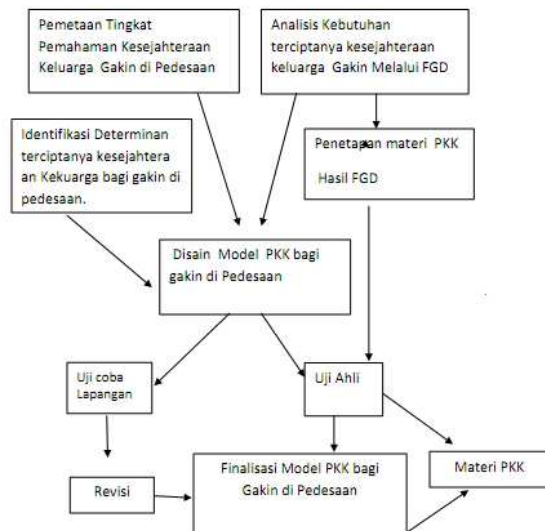 Pemetaan Tingkat
Pemahaman Kesejahteraan
Keluarga Gakin di Pedesaan
Analisis Kebutuhan
terciptanya kesejateraan
keluarga Gakin Melalui FGD
Identifikasi Determinan
terciptanya kesejahtera
an Kekuarga bagi gakin di
pedesaan.
Penetapan materi PKK
Hasil FGD
Disain Model PKK bagi
gakin di Pedesaan
Uji coba
Lapangan
Uji Ahli
Revisi
Finalisasi Model PKK bagi
Gakin di Pedesaan
Materi PKK